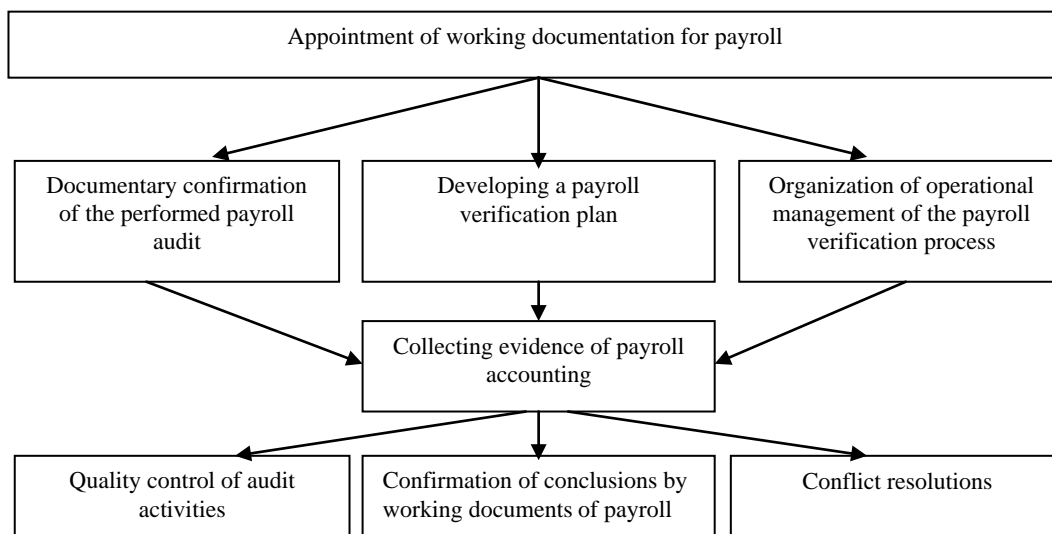 Appointment of working documentation for payroll
Documentary confirmation
of the performed payroll
audit
Developing a payroll
verification plan
Organization of operational
management of the payroll
verification process
Collecting evidence of payroll
accounting
Quality control of audit
activities
Confirmation of conclusions by
working documents of payroll
Conflict resolutions